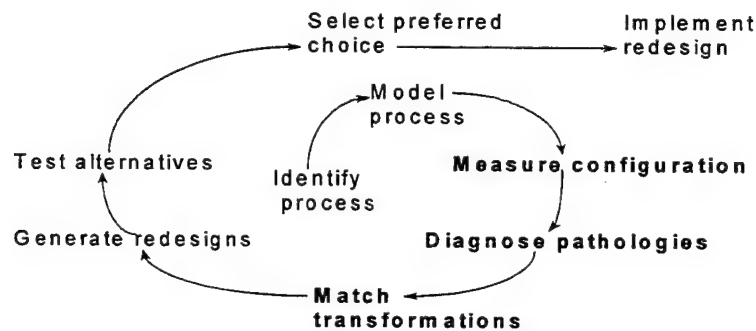 Select preferred
choice
Implement
redesign
Model
process
Test alternatives
Identify
process
Measure configuration
Generate redesigns
Diagnose pathologies
Match
transformations